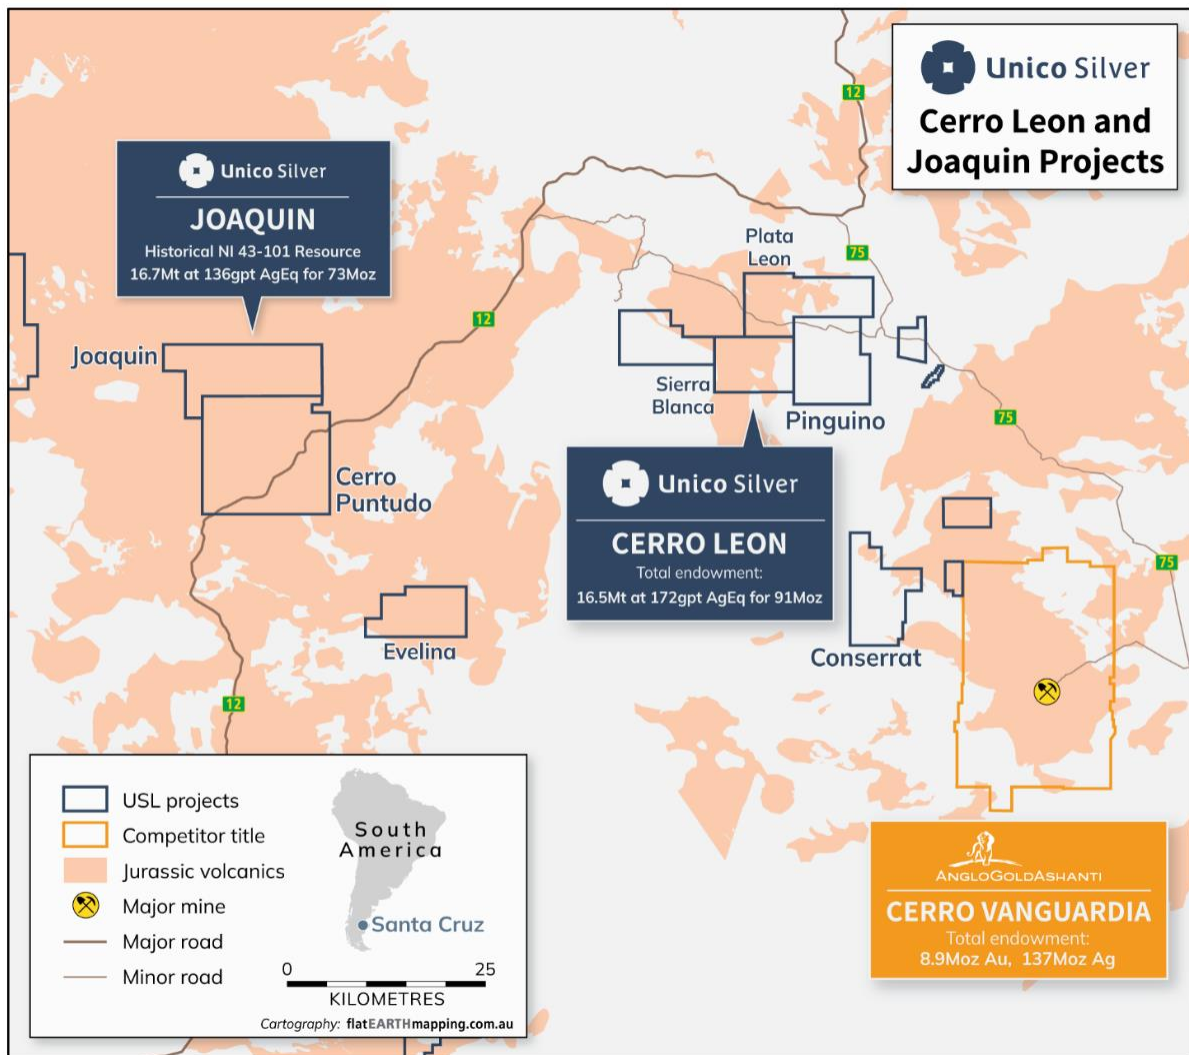 Unico Silver
Cerro Leon and
Joaquin Projects
12
Unico Silver
JOAQUIN
Historical NI 43-101 Resource
16.7Mt at 136gpt AgEq for 73Moz
Plata
Leon
75
12
Joaquin
Sierra
Blanca
Pinguino
75
Cerro
Puntudo
Unico Silver
CERRO LEON
Total endowment:
16.5Mt at 172gpt AgEq for 91Moz
75
Evelina
Conserrat
12
USL projects
Competitor title
Jurassic volcanics
Major mine
Major road
Minor road
South
America
Santa Cruz
0 25
KILOMETRES
Cartography: flatEARTHmapping.com.au
ANGLOGOLDASHANTI
CERRO VANGUARDIA
Total endowment:
8.9Moz Au, 137Moz Ag